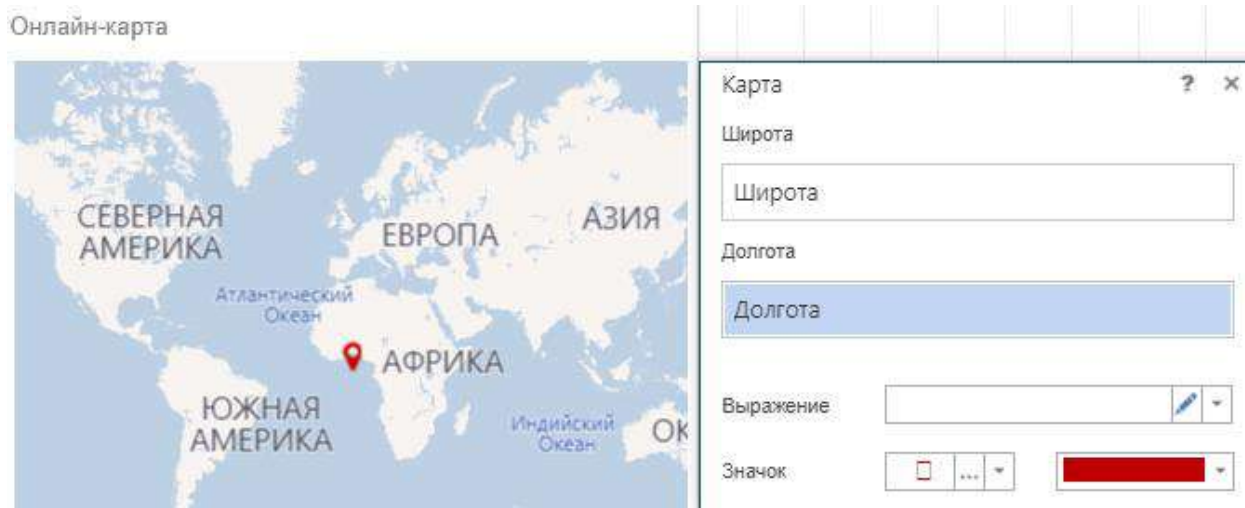 Онлайн-карта
СЕВЕРНАЯ
АМЕРИКА
ЕВРОПА
АЗИЯ
Атлантический
Океан
АФРИКА
ЮЖНАЯ
АМЕРИКА
Индийский
Океан
ОК
Карта ? ×
Широта
Широта
Долгота
Долгота
Выражение
Значок ...